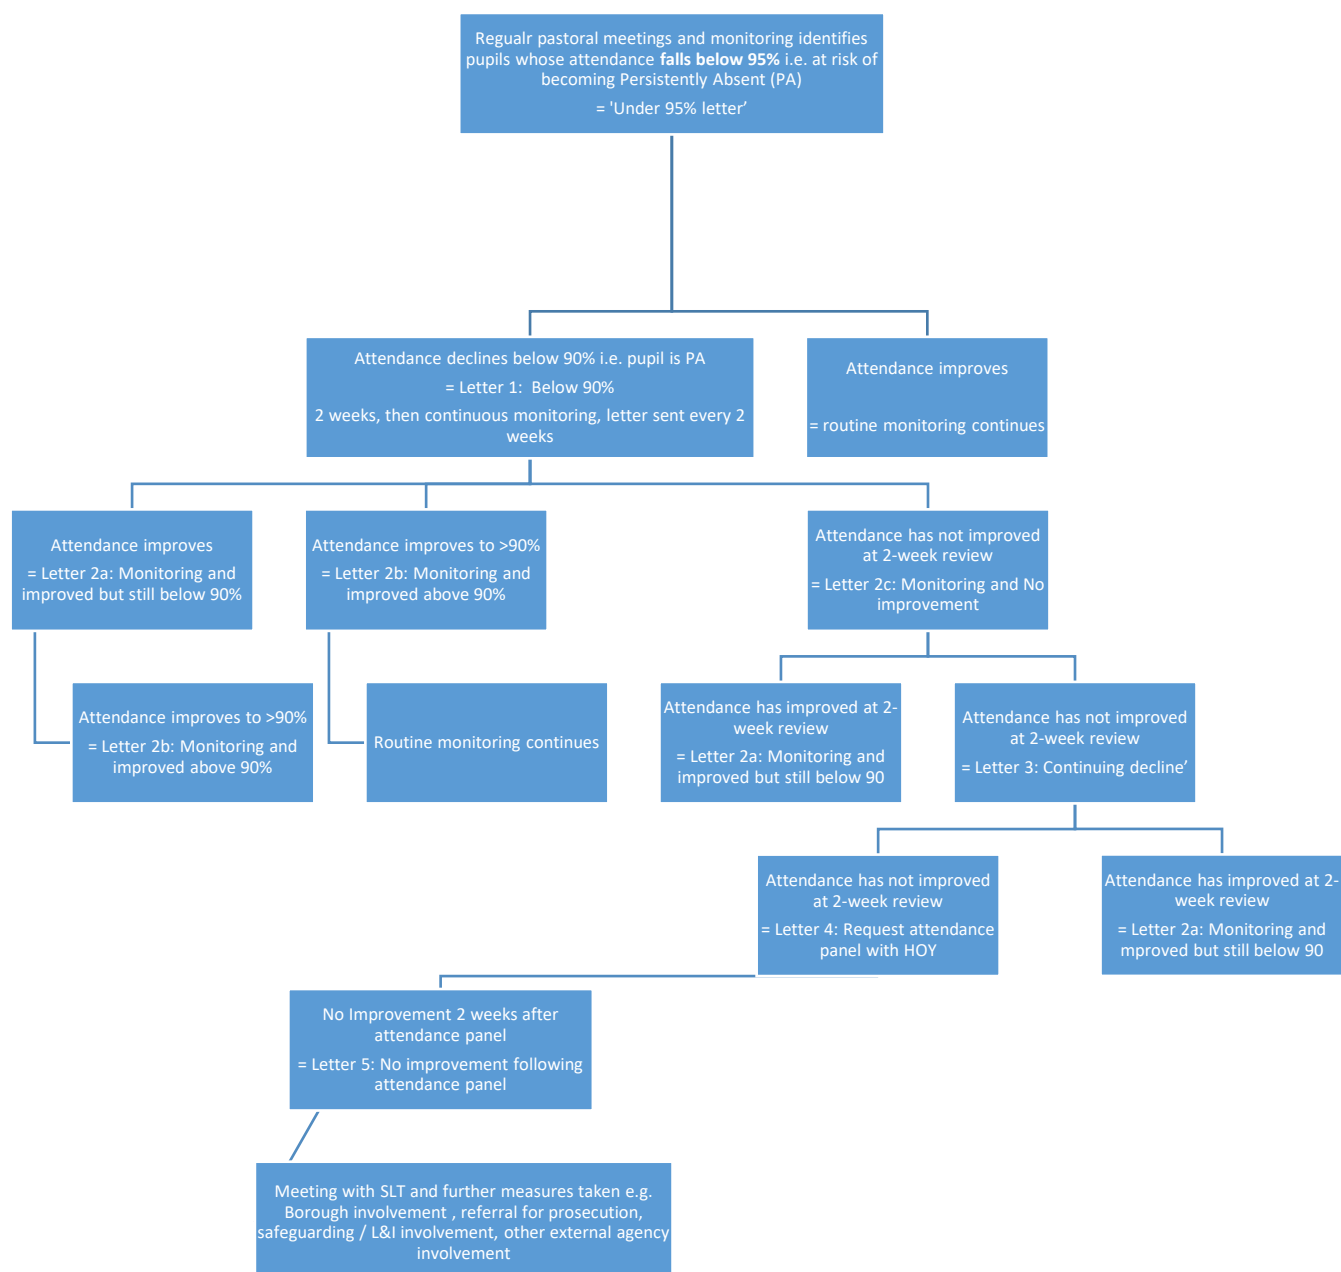 Regualr pastoral meetings and monitoring identifies
pupils whose attendance falls below 95% i.e. at risk of
becoming Persistently Absent (PA)
= 'Under 95% letter’
Attendance declines below 90% i.e. pupil is PA
= Letter 1:  Below 90%
2 weeks, then continuous monitoring, letter sent every 2
weeks
Attendance improves
= routine monitoring continues
Attendance improves
= Letter 2a: Monitoring and
improved but still below 90%
Attendance improves to >90%
= Letter 2b: Monitoring and
improved above 90%
Attendance has not improved
at 2-week review
= Letter 2c: Monitoring and No
improvement
Attendance improves to >90%
= Letter 2b: Monitoring and
improved above 90%
Routine monitoring continues
Attendance has improved at 2-
week review
= Letter 2a: Monitoring and
improved but still below 90
Attendance has not improved
at 2-week review
= Letter 3: Continuing decline’
Attendance has not improved
at 2-week review
= Letter 4: Request attendance
panel with HOY
Attendance has improved at 2-
week review
= Letter 2a: Monitoring and
mproved but still below 90
No Improvement 2 weeks after
attendance panel
= Letter 5: No improvement following
attendance panel
Meeting with SLT and further measures taken e.g.
Borough involvement , referral for prosecution,
safeguarding / L&I involvement, other external agency
involvement